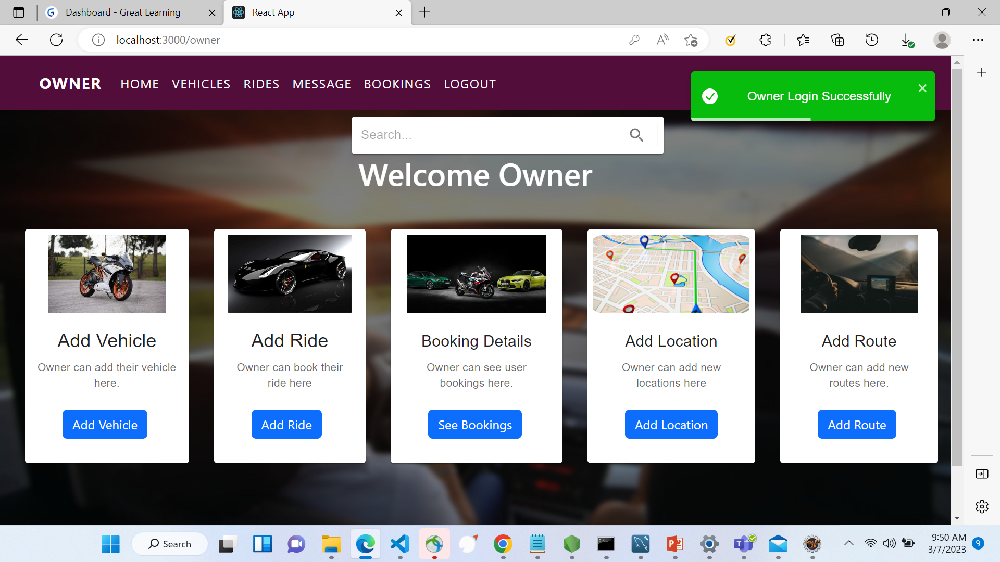 Dashboard - Great Learning
React App
localhost:3000/owner
OWNER HOME VEHICLES RIDES MESSAGE BOOKINGS LOGOUT
Owner Login Successfully
Search...
Welcome Owner
Add Vehicle
Owner can add their vehicle
here.
Add Vehicle
Add Ride
Owner can book their
ride here
Add Ride
Booking Details
Owner can see user
bookings here.
See Bookings
Add Location
Owner can add new
locations here
Add Location
Add Route
Owner can add new
routes here.
Add Route
Search
9:50 AM
3/7/2023
9